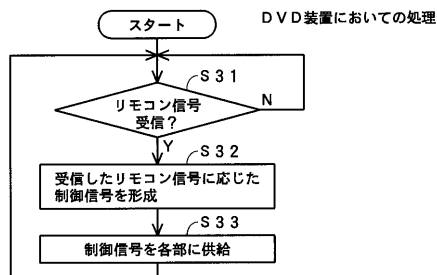 DVD装置においての処理
スタート
S31
リモコン信号
受信？
N
Y
S32
受信したリモコン信号に応じた
制御信号を形成
S33
制御信号を各部に供給